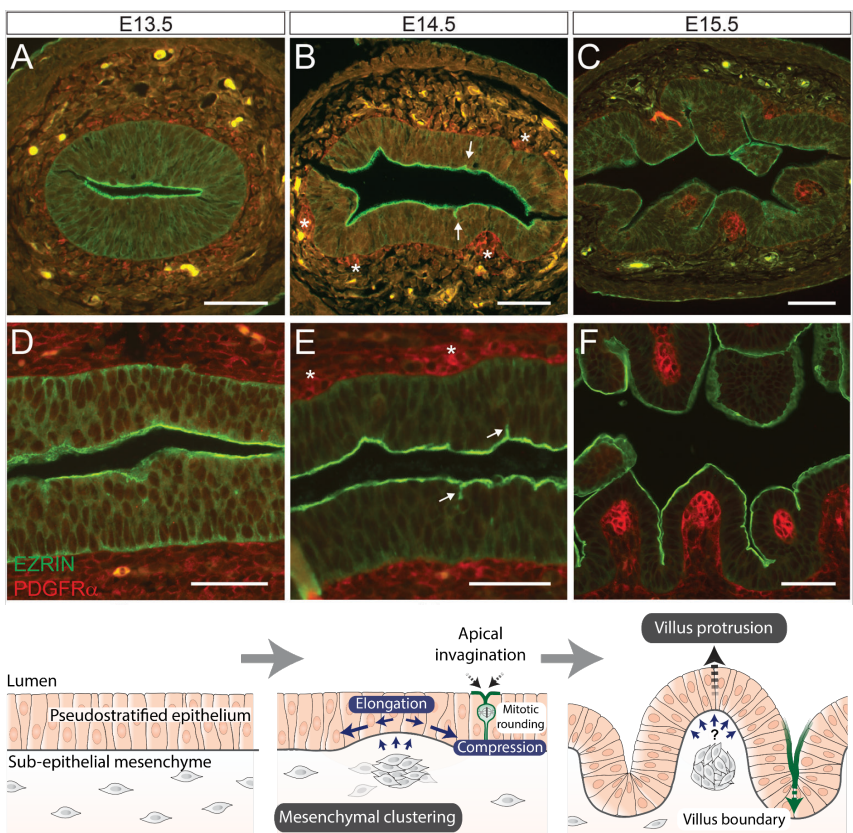 E13.5
E14.5
E15.5
A
B
C
*
*
*
*
D
E
F
*
*
EZRIN
PDGFRα
Lumen
Pseudostratified epithelium
Sub-epithelial mesenchyme
Apical
invagination
Elongation
Mitotic
rounding
Compression
Mesenchymal clustering
Villus protrusion
?
Villus boundary